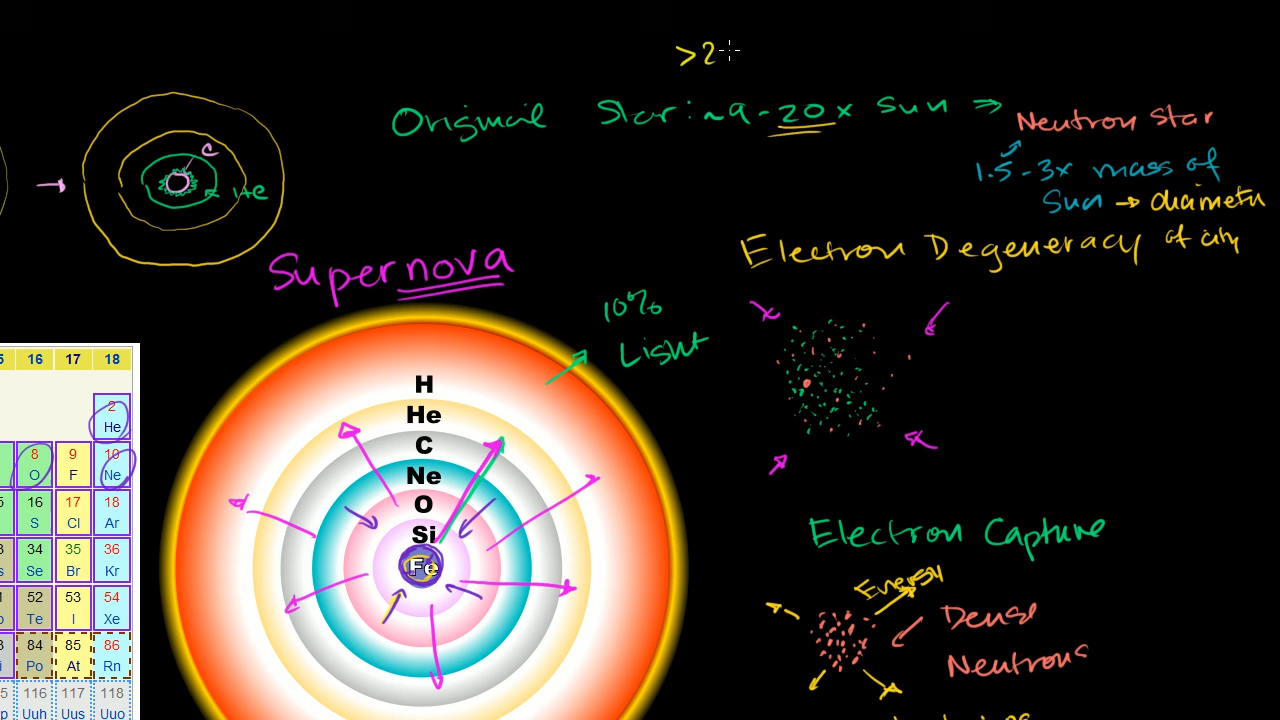 >2
Original Star: ~9-20x Sun ⇒
Neutron Star
1.5-3x mass of
Sun → diameter
of city
C
He
Supernova
Electron Degeneracy
10%
Light
H
He
C
Ne
O
Si
Fe
Electron Capture
Energy
Dense
Neutrons
5 16 17 18
2
He
8 9 10
O F Ne
5 16 17 18
S Cl Ar
34 35 36
Se Br Kr
52 53 54
Te I Xe
84 85 86
Po At Rn
5 116 117 118
p Uuh Uus Uuo